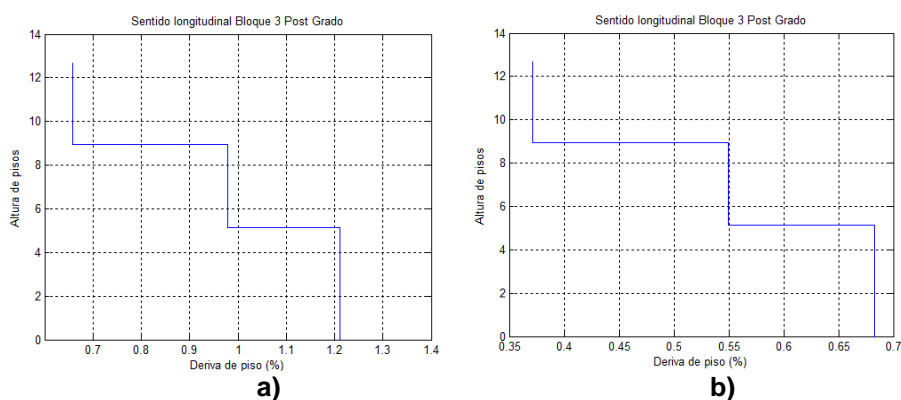 Sentido longitudinal Bloque 3 Post Grado
14
12
10
8
6
4
2
0
Altura de pisos
0.7 0.8 0.9 1 1.1 1.2 1.3 1.4
Deriva de piso (%)
a)
Sentido longitudinal Bloque 3 Post Grado
14
12
10
8
6
4
2
0
Altura de pisos
0.35 0.4 0.45 0.5 0.55 0.6 0.65 0.7
Deriva de piso (%)
b)